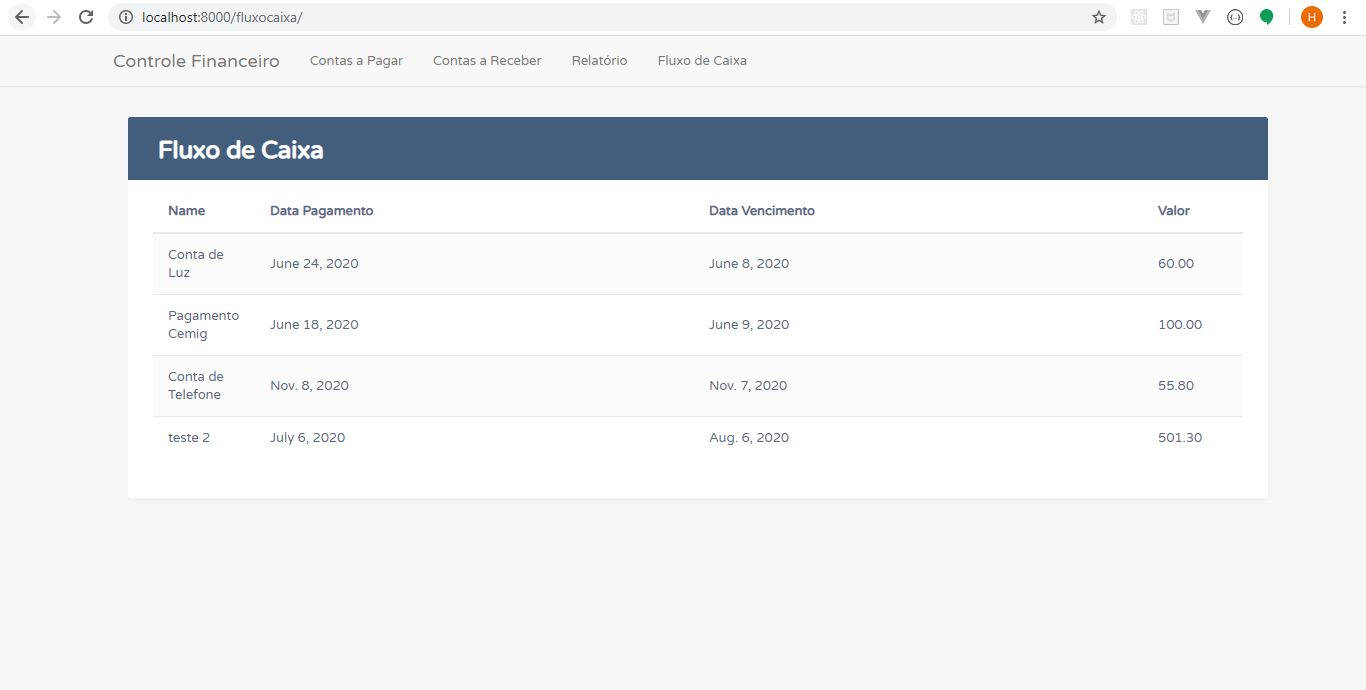 localhost:8000/fluxocaixa/
H
Controle Financeiro Contas a Pagar Contas a Receber Relatório Fluxo de Caixa
Fluxo de Caixa
Name Data Pagamento Data Vencimento Valor
Conta de
Luz
June 24, 2020 June 8, 2020 60.00
Pagamento
Cemig
June 18, 2020 June 9, 2020 100.00
Conta de
Telefone
Nov. 8, 2020 Nov. 7, 2020 55.80
teste 2 July 6, 2020 Aug. 6, 2020 501.30